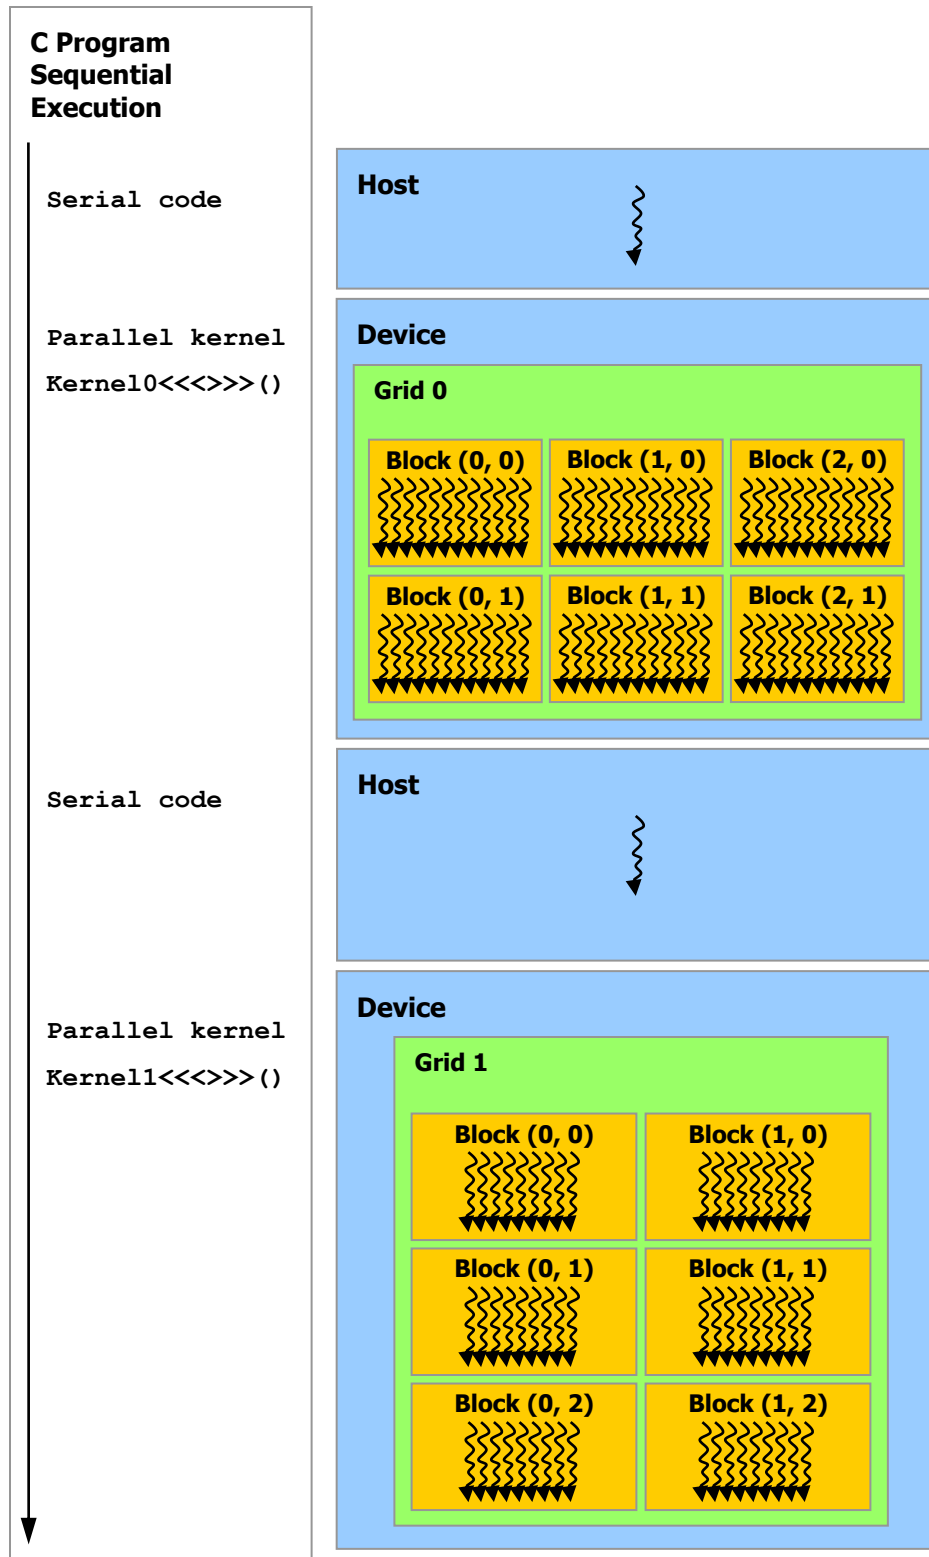 C Program
Sequential
Execution
Serial code
Host
Parallel kernel
Kernel0<<<>>>()
Device
Grid 0
Block (0, 0) Block (1, 0) Block (2, 0)
Block (0, 1) Block (1, 1) Block (2, 1)
Serial code
Host
Parallel kernel
Kernel1<<<>>>()
Device
Grid 1
Block (0, 0) Block (1, 0)
Block (0, 1) Block (1, 1)
Block (0, 2) Block (1, 2)